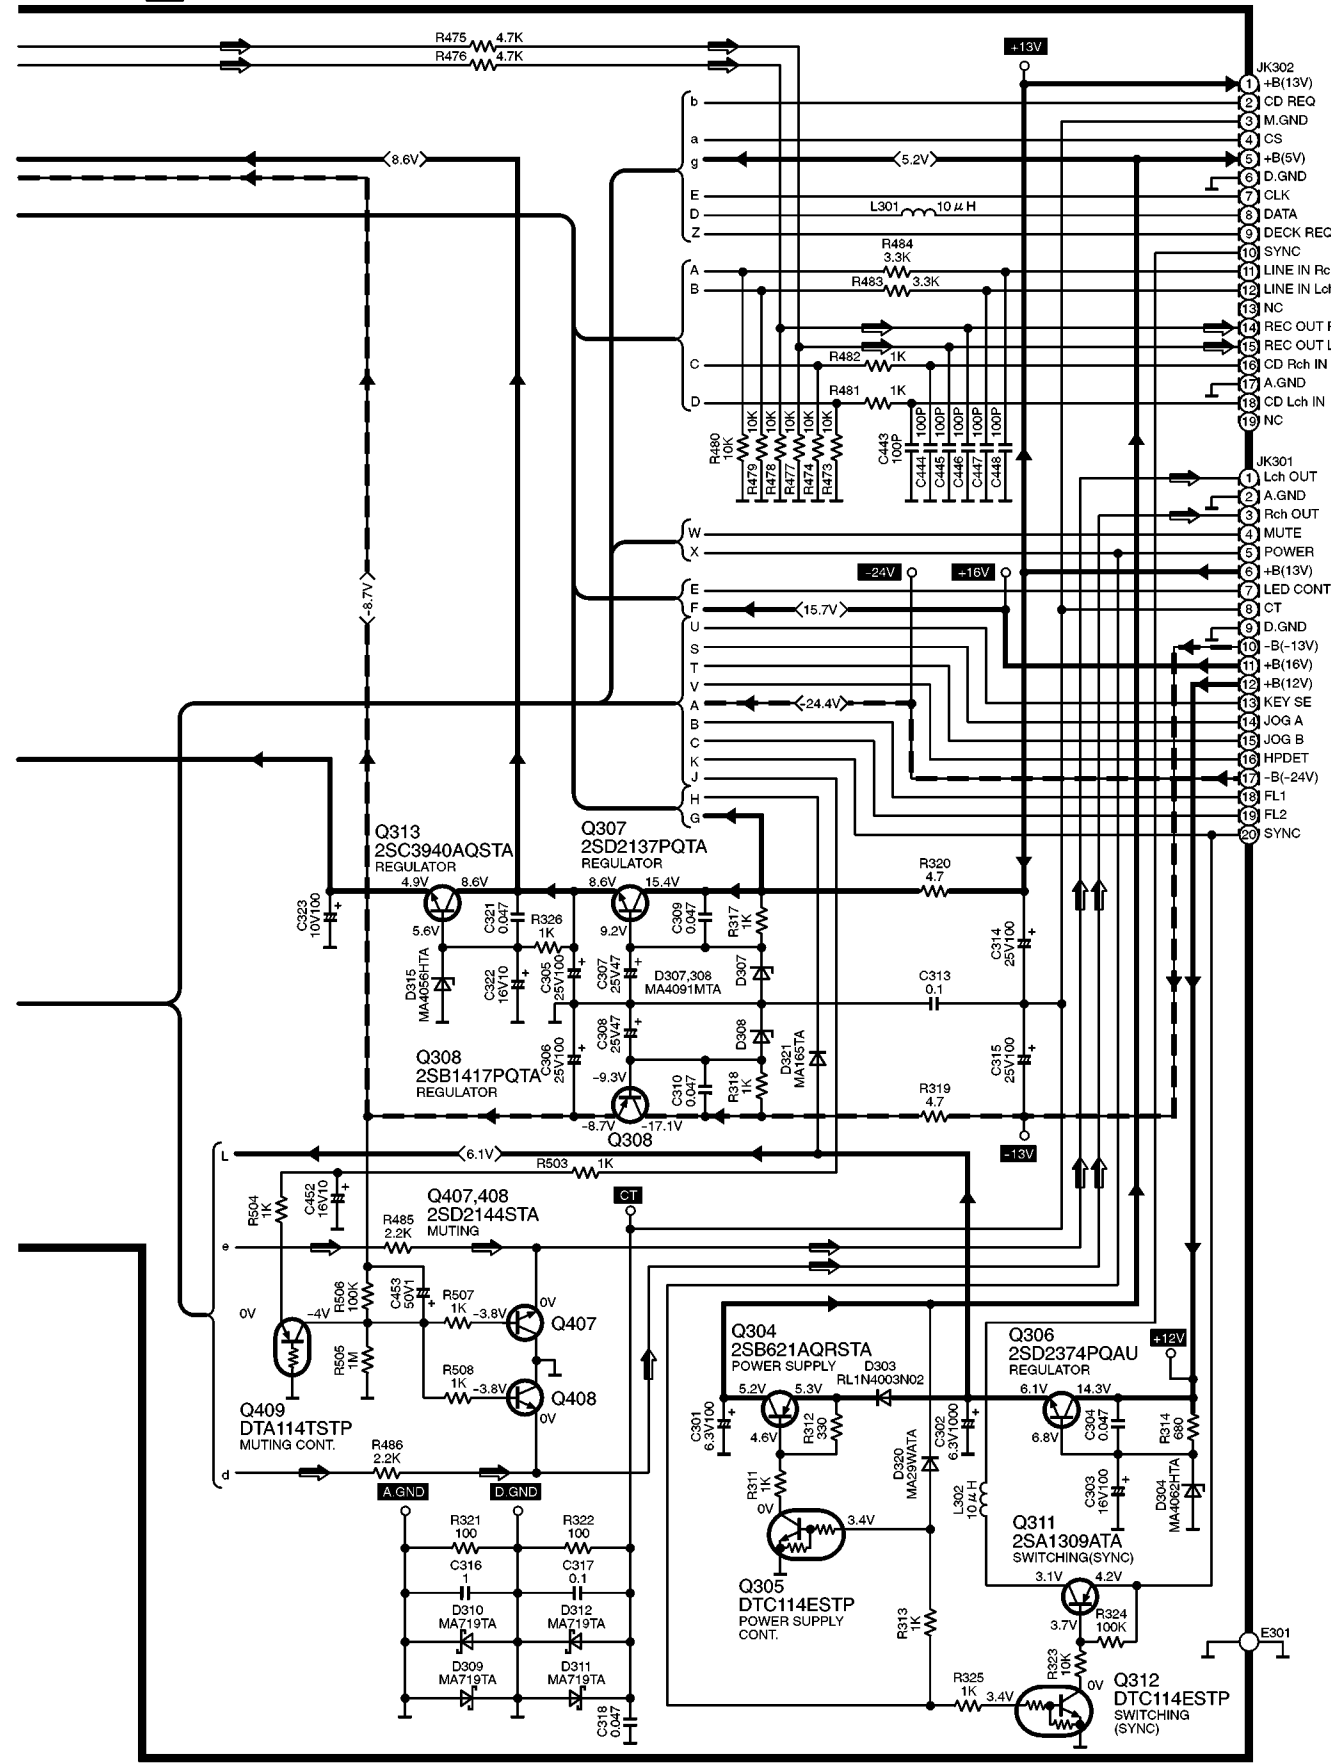 R475 4.7K
R476 4.7K
+13V
JK302
1 +B(13V)
b
2 CD REQ
3 M.GND
a
4 CS
8.6V
g
5.2V
5 +B(5V)
6 D.GND
E
7 CLK
D
L301 10μH
8 DATA
Z
9 DECK REQ
R484
3.3K
10 SYNC
A
11 LINE IN Rc
B
R483 3.3K
12 LINE IN Lch
13 NC
14 REC OUT
15 REC OUT L
R482 1K
C
16 CD Rch IN
17 A.GND
R481 1K
D
18 CD Lch IN
19 NC
R480
10K
R479 10K
R478 10K
R477 10K
R474 10K
R473 10K
C443
100P
C444 100P
C445 100P
C446 100P
C447 100P
C448 100P
JK301
1 Lch OUT
2 A.GND
3 Rch OUT
W
4 MUTE
X
5 POWER
-24V
+16V
6 +B(13V)
E
7 LED CONT
-8.7V
F
15.7V
8 CT
U
9 D.GND
S
10 -B(-13V)
T
11 +B(16V)
V
12 +B(12V)
A
-24.4V
13 KEY SE
B
14 JOG A
C
15 JOG B
K
16 HPDET
J
17 -B(-24V)
H
18 FL1
G
19 FL2
20 SYNC
Q313
2SC3940AQSTA
REGULATOR
Q307
2SD2137PQTA
REGULATOR
4.9V 8.6V
8.6V 15.4V
R320
4.7
C323
10V100
5.6V
C321
0.047
R326
1K
9.2V
C309
0.047
R317
1K
C314
25V100
D315
MA4056HTA
C322
16V10
C305
25V100
C307
25V47
D307,308
MA4091MTA
D307
C313
0.1
Q308
2SB1417PQTA
REGULATOR
C306
25V100
C308
25V47
D308
D321
MA165TA
C315
25V100
-9.3V
C310
0.047
R318
1K
R319
4.7
-8.7V -17.1V
Q308
-13V
L
6.1V
R503 1K
R504
1K
C452
16V10
Q407,408
2SD2144STA
MUTING
CT
R485
2.2K
e
R506
100K
C453
50V1
R507
1K
-3.8V
0V
Q407
0V
-4V
R505
1M
R508
1K
-3.8V
Q408
0V
Q409
DTA114TSTP
MUTING CONT.
R486
2.2K
d
Q304
2SB621AQRSTA
POWER SUPPLY
D303
RL1N4003N02
Q306
2SD2374PQAU
REGULATOR
+12V
5.2V 5.3V
6.1V 14.3V
C301
6.3V100
4.6V
R312
330
D320
MA29WATA
C302
6.3V1000
6.8V
C304
0.047
R314
680
R311
1K
0V
3.4V
L302
10μH
C303
16V100
D304
MA4062HTA
A.GND
D.GND
R321
100
R322
100
C316
1
C317
0.1
D310
MA719TA
D312
MA719TA
D309
MA719TA
D311
MA719TA
C318
0.047
Q305
DTC114ESTP
POWER SUPPLY
CONT.
R313
1K
Q311
2SA1309ATA
SWITCHING(SYNC)
3.1V 4.2V
3.7V
R324
100K
R323
10K
E301
R325
1K
3.4V
0V
Q312
DTC114ESTP
SWITCHING
(SYNC)